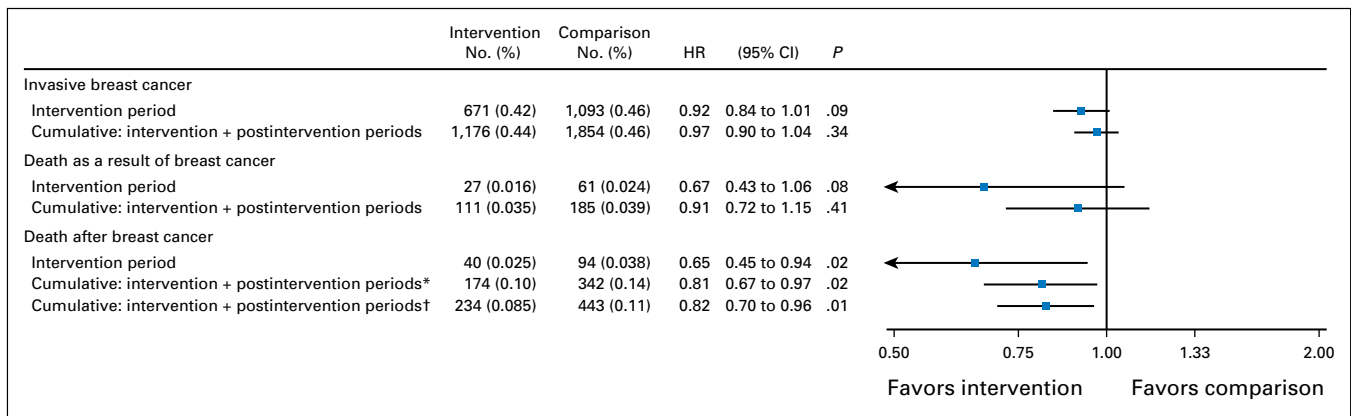 Intervention Comparison
No. (%) No. (%) HR (95% CI) P
Invasive breast cancer
Intervention period 671 (0.42) 1,093 (0.46) 0.92 0.84 to 1.01 .09
Cumulative: intervention + postintervention periods 1,176 (0.44) 1,854 (0.46) 0.97 0.90 to 1.04 .34
Death as a result of breast cancer
Intervention period 27 (0.016) 61 (0.024) 0.67 0.43 to 1.06 .08
Cumulative: intervention + postintervention periods 111 (0.035) 185 (0.039) 0.91 0.72 to 1.15 .41
Death after breast cancer
Intervention period 40 (0.025) 94 (0.038) 0.65 0.45 to 0.94 .02
Cumulative: intervention + postintervention periods* 174 (0.10) 342 (0.14) 0.81 0.67 to 0.97 .02
Cumulative: intervention + postintervention periods† 234 (0.085) 443 (0.11) 0.82 0.70 to 0.96 .01
0.50 0.75 1.00 1.33 2.00
Favors intervention Favors comparison